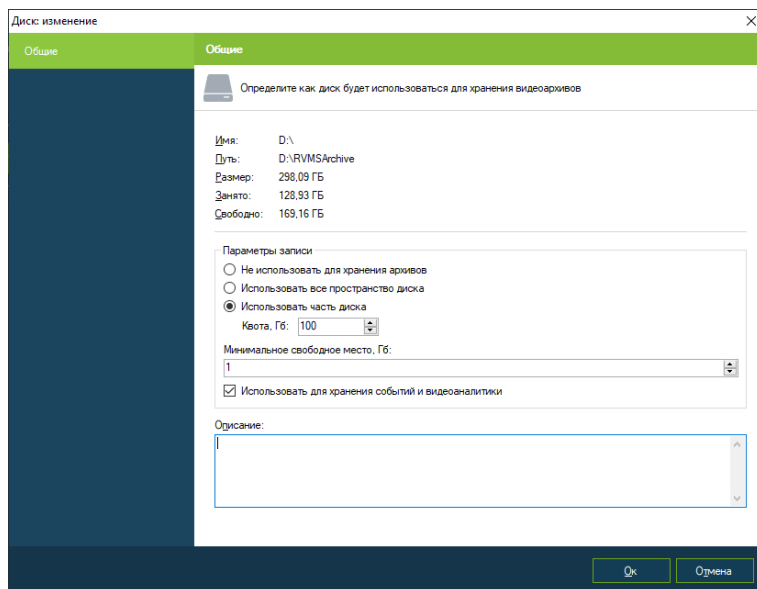 Диск: изменение
Общие
Общие
Определите как диск будет использоваться для хранения видеоархивов
Имя: D:\
Путь: D:\RVMSArchive
Размер: 298,09 ГБ
Занято: 128,93 ГБ
Свободно: 169,16 ГБ
Параметры записи
Не использовать для хранения архивов
Использовать все пространство диска
Использовать часть диска
Квота, Гб: 100
Минимальное свободное место, Гб:
1
Использовать для хранения событий и видеоаналитики
Описание:
Ок Отмена